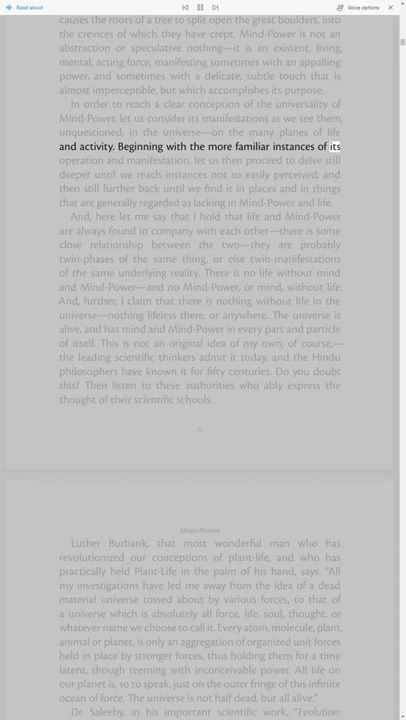 Read aloud
Voice options
causes the roots of a tree to split open the great boulders, into
the crevices of which they have crept. Mind-Power is not an
abstraction or speculative nothing—it is an existent, living,
mental, acting force, manifesting sometimes with an appalling
power, and sometimes with a delicate, subtle touch that is
almost imperceptible, but which accomplishes its purpose.
In order to reach a clear conception of the universality of
Mind-Power, let us consider its manifestations as we see them,
unquestioned, in the universe—on the many planes of life
and activity. Beginning with the more familiar instances of its
operation and manifestation, let us then proceed to delve still
deeper until we reach instances not so easily perceived; and
then still further back until we find it in places and in things
that are generally regarded as lacking in Mind-Power and life.
And, here let me say that I hold that life and Mind-Power
are always found in company with each other—there is some
close relationship between the two—they are probably
twin-phases of the same thing, or else twin-manifestations
of the same underlying reality. There is no life without mind
and Mind-Power—and no Mind-Power, or mind, without life.
And, further, I claim that there is nothing without life in the
universe—nothing lifeless there, or anywhere. The universe is
alive, and has mind and Mind-Power in every part and particle
of itself. This is not an original idea of my own, of course,—
the leading scientific thinkers admit it today, and the Hindu
philosophers have known it for fifty centuries. Do you doubt
this? Then listen to these authorities who ably express the
thought of their scientific schools.
Mind‑Power
Luther Burbank, that most wonderful man who has
revolutionized our conceptions of plant-life, and who has
practically held Plant-Life in the palm of his hand, says: "All
my investigations have led me away from the idea of a dead
material universe tossed about by various forces, to that of
a universe which is absolutely all force, life, soul, thought, or
whatever name we choose to call it. Every atom, molecule, plant,
animal or planet, is only an aggregation of organized unit forces
held in place by stronger forces, thus holding them for a time
latent, though teeming with inconceivable power. All life on
our planet is, so to speak, just on the outer fringe of this infinite
ocean of force. The universe is not half dead, but all alive."
Dr. Saleeby, in his important scientific work, "Evolution: